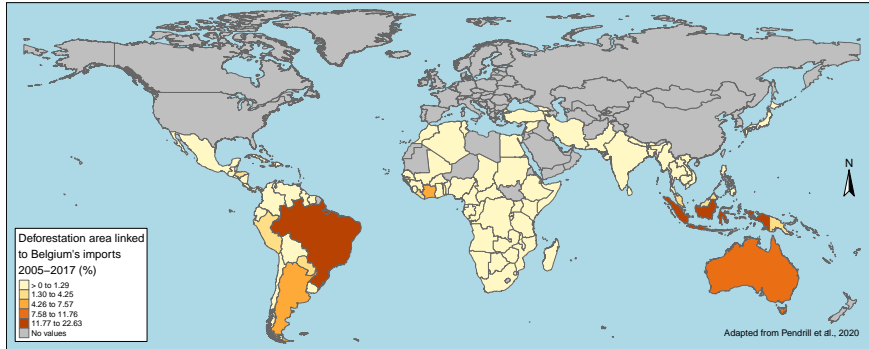 N
Deforestation area linked
to Belgium's imports
2005–2017 (%)
> 0 to 1.29
1.30 to 4.25
4.26 to 7.57
7.58 to 11.76
11.77 to 22.63
No values
Adapted from Pendrill et al., 2020